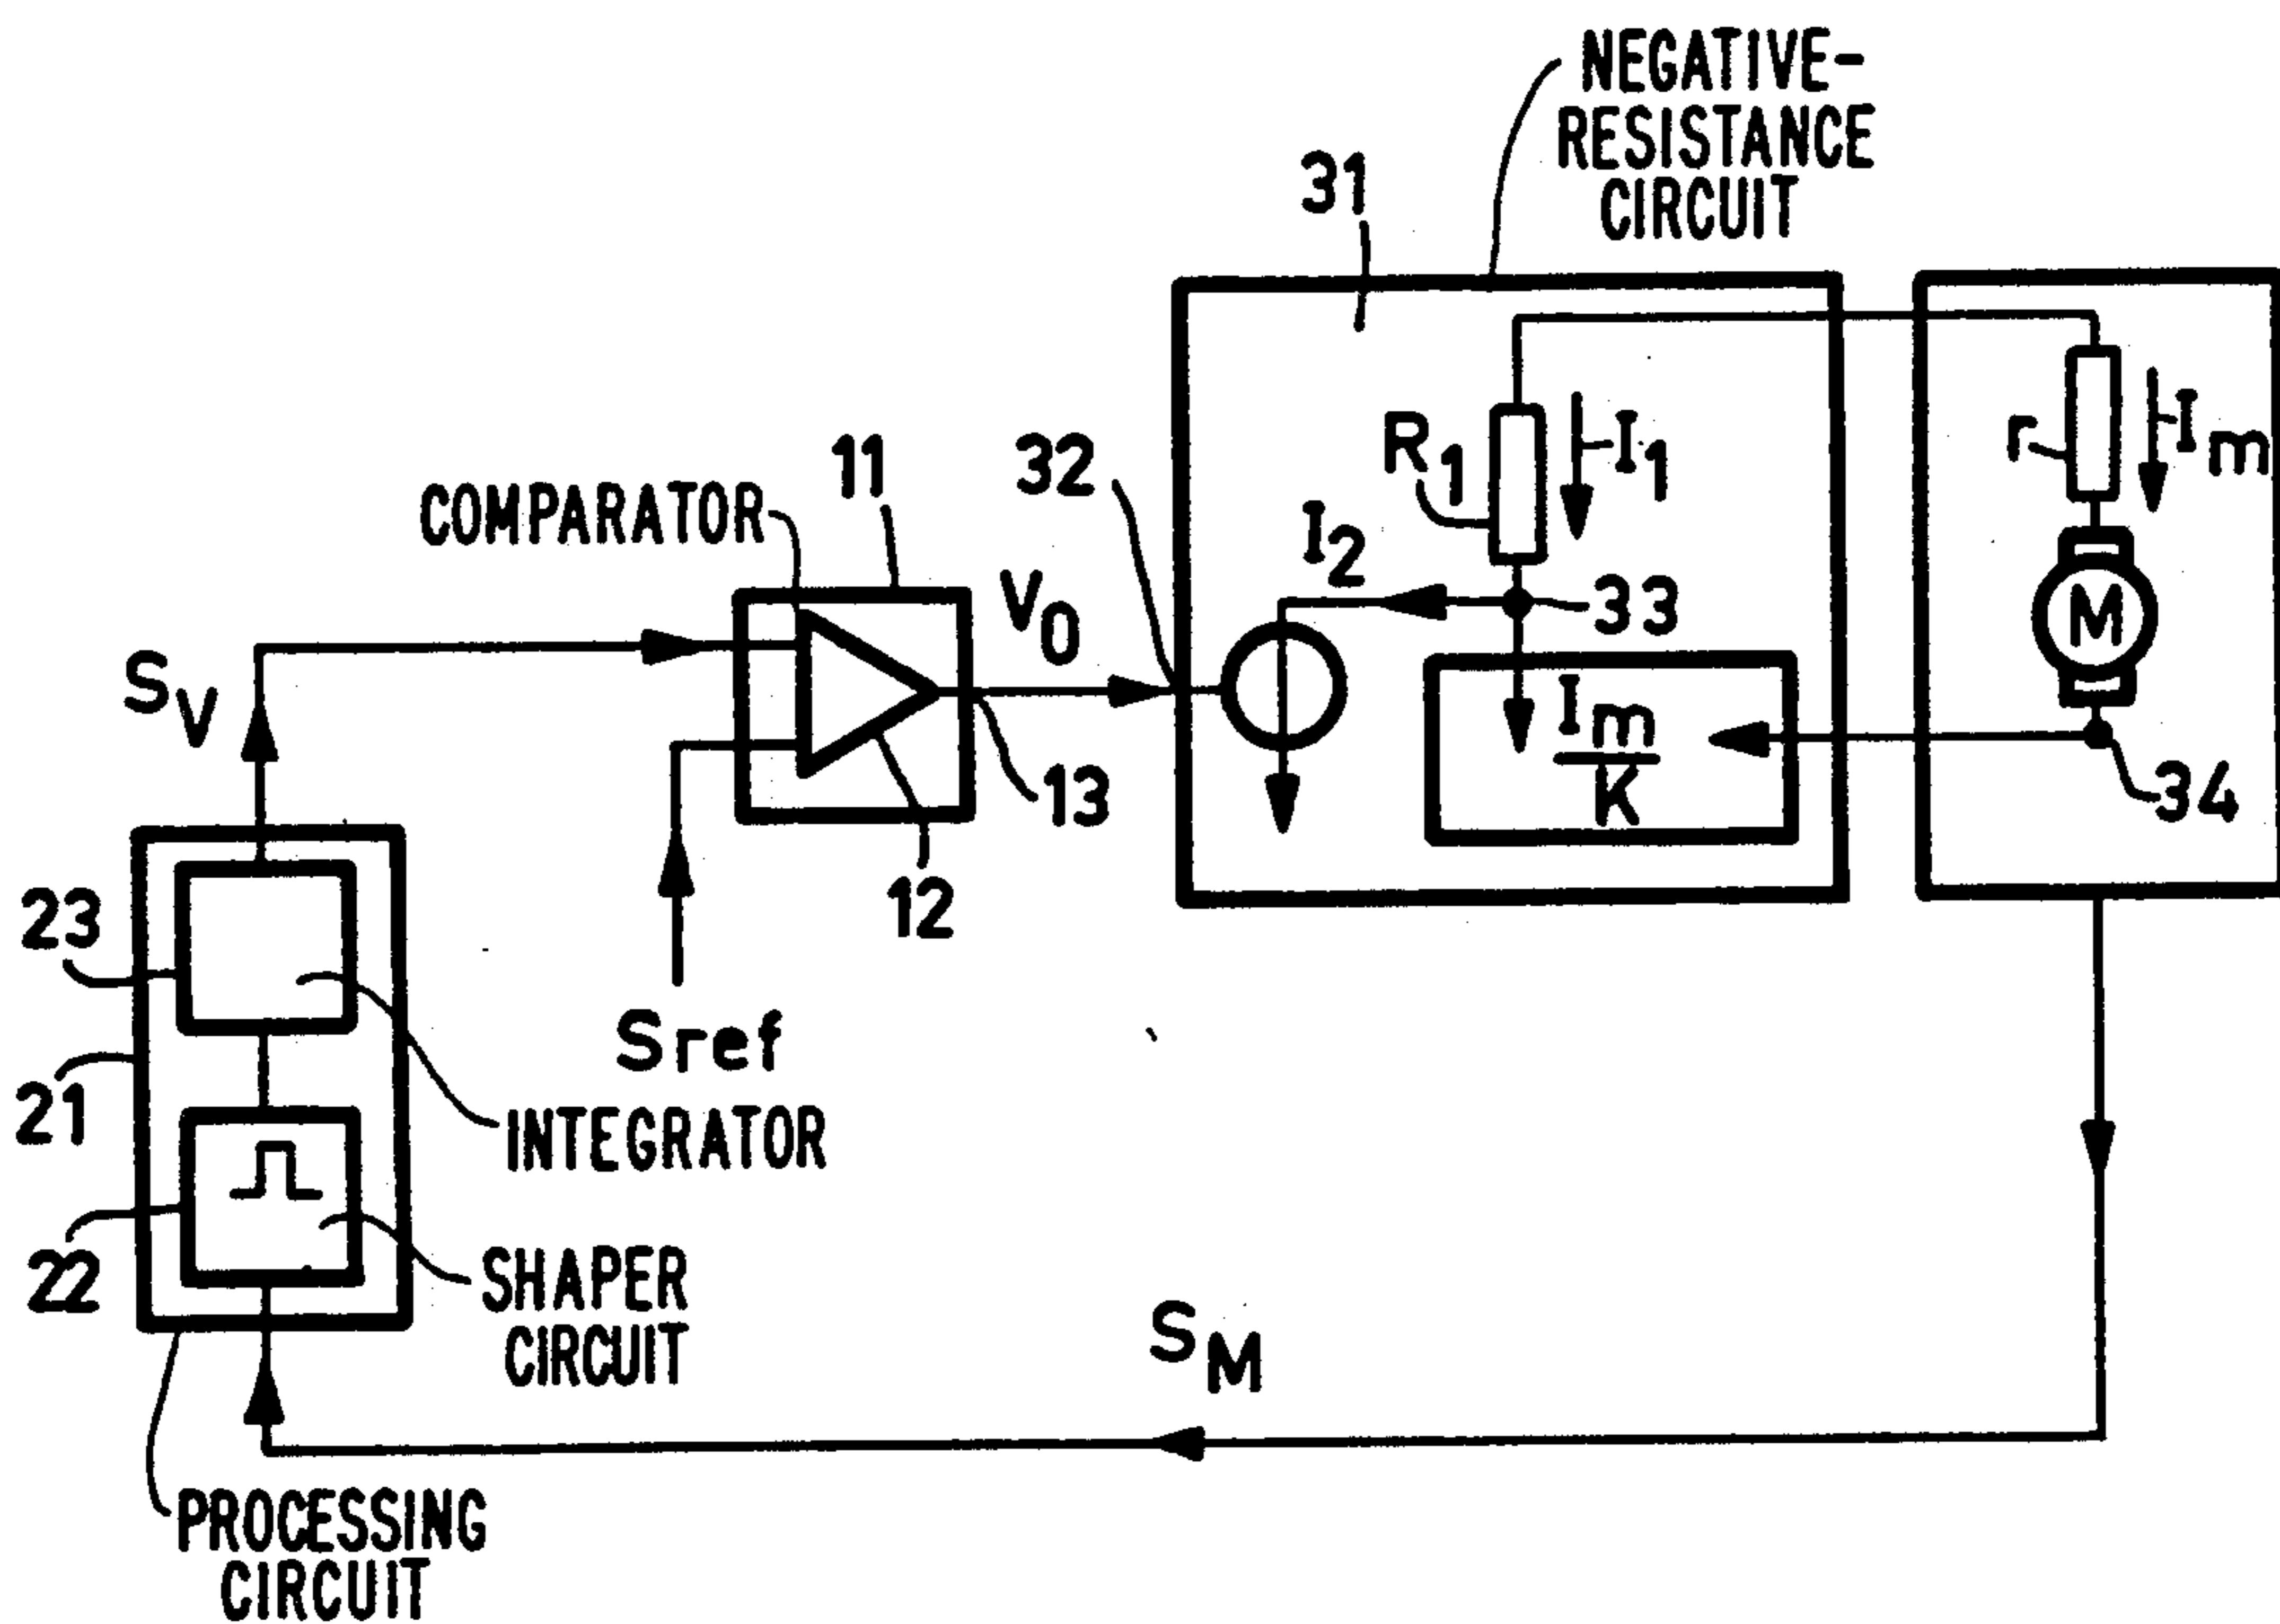 NEGATIVE-
RESISTANCE
CIRCUIT
31
R1
I1
r
Im
11
32
COMPARATOR
I2
V0
33
M
SV
Im
K
13
34
12
23
Sref
21
INTEGRATOR
22
SHAPER
CIRCUIT
SM
PROCESSING
CIRCUIT